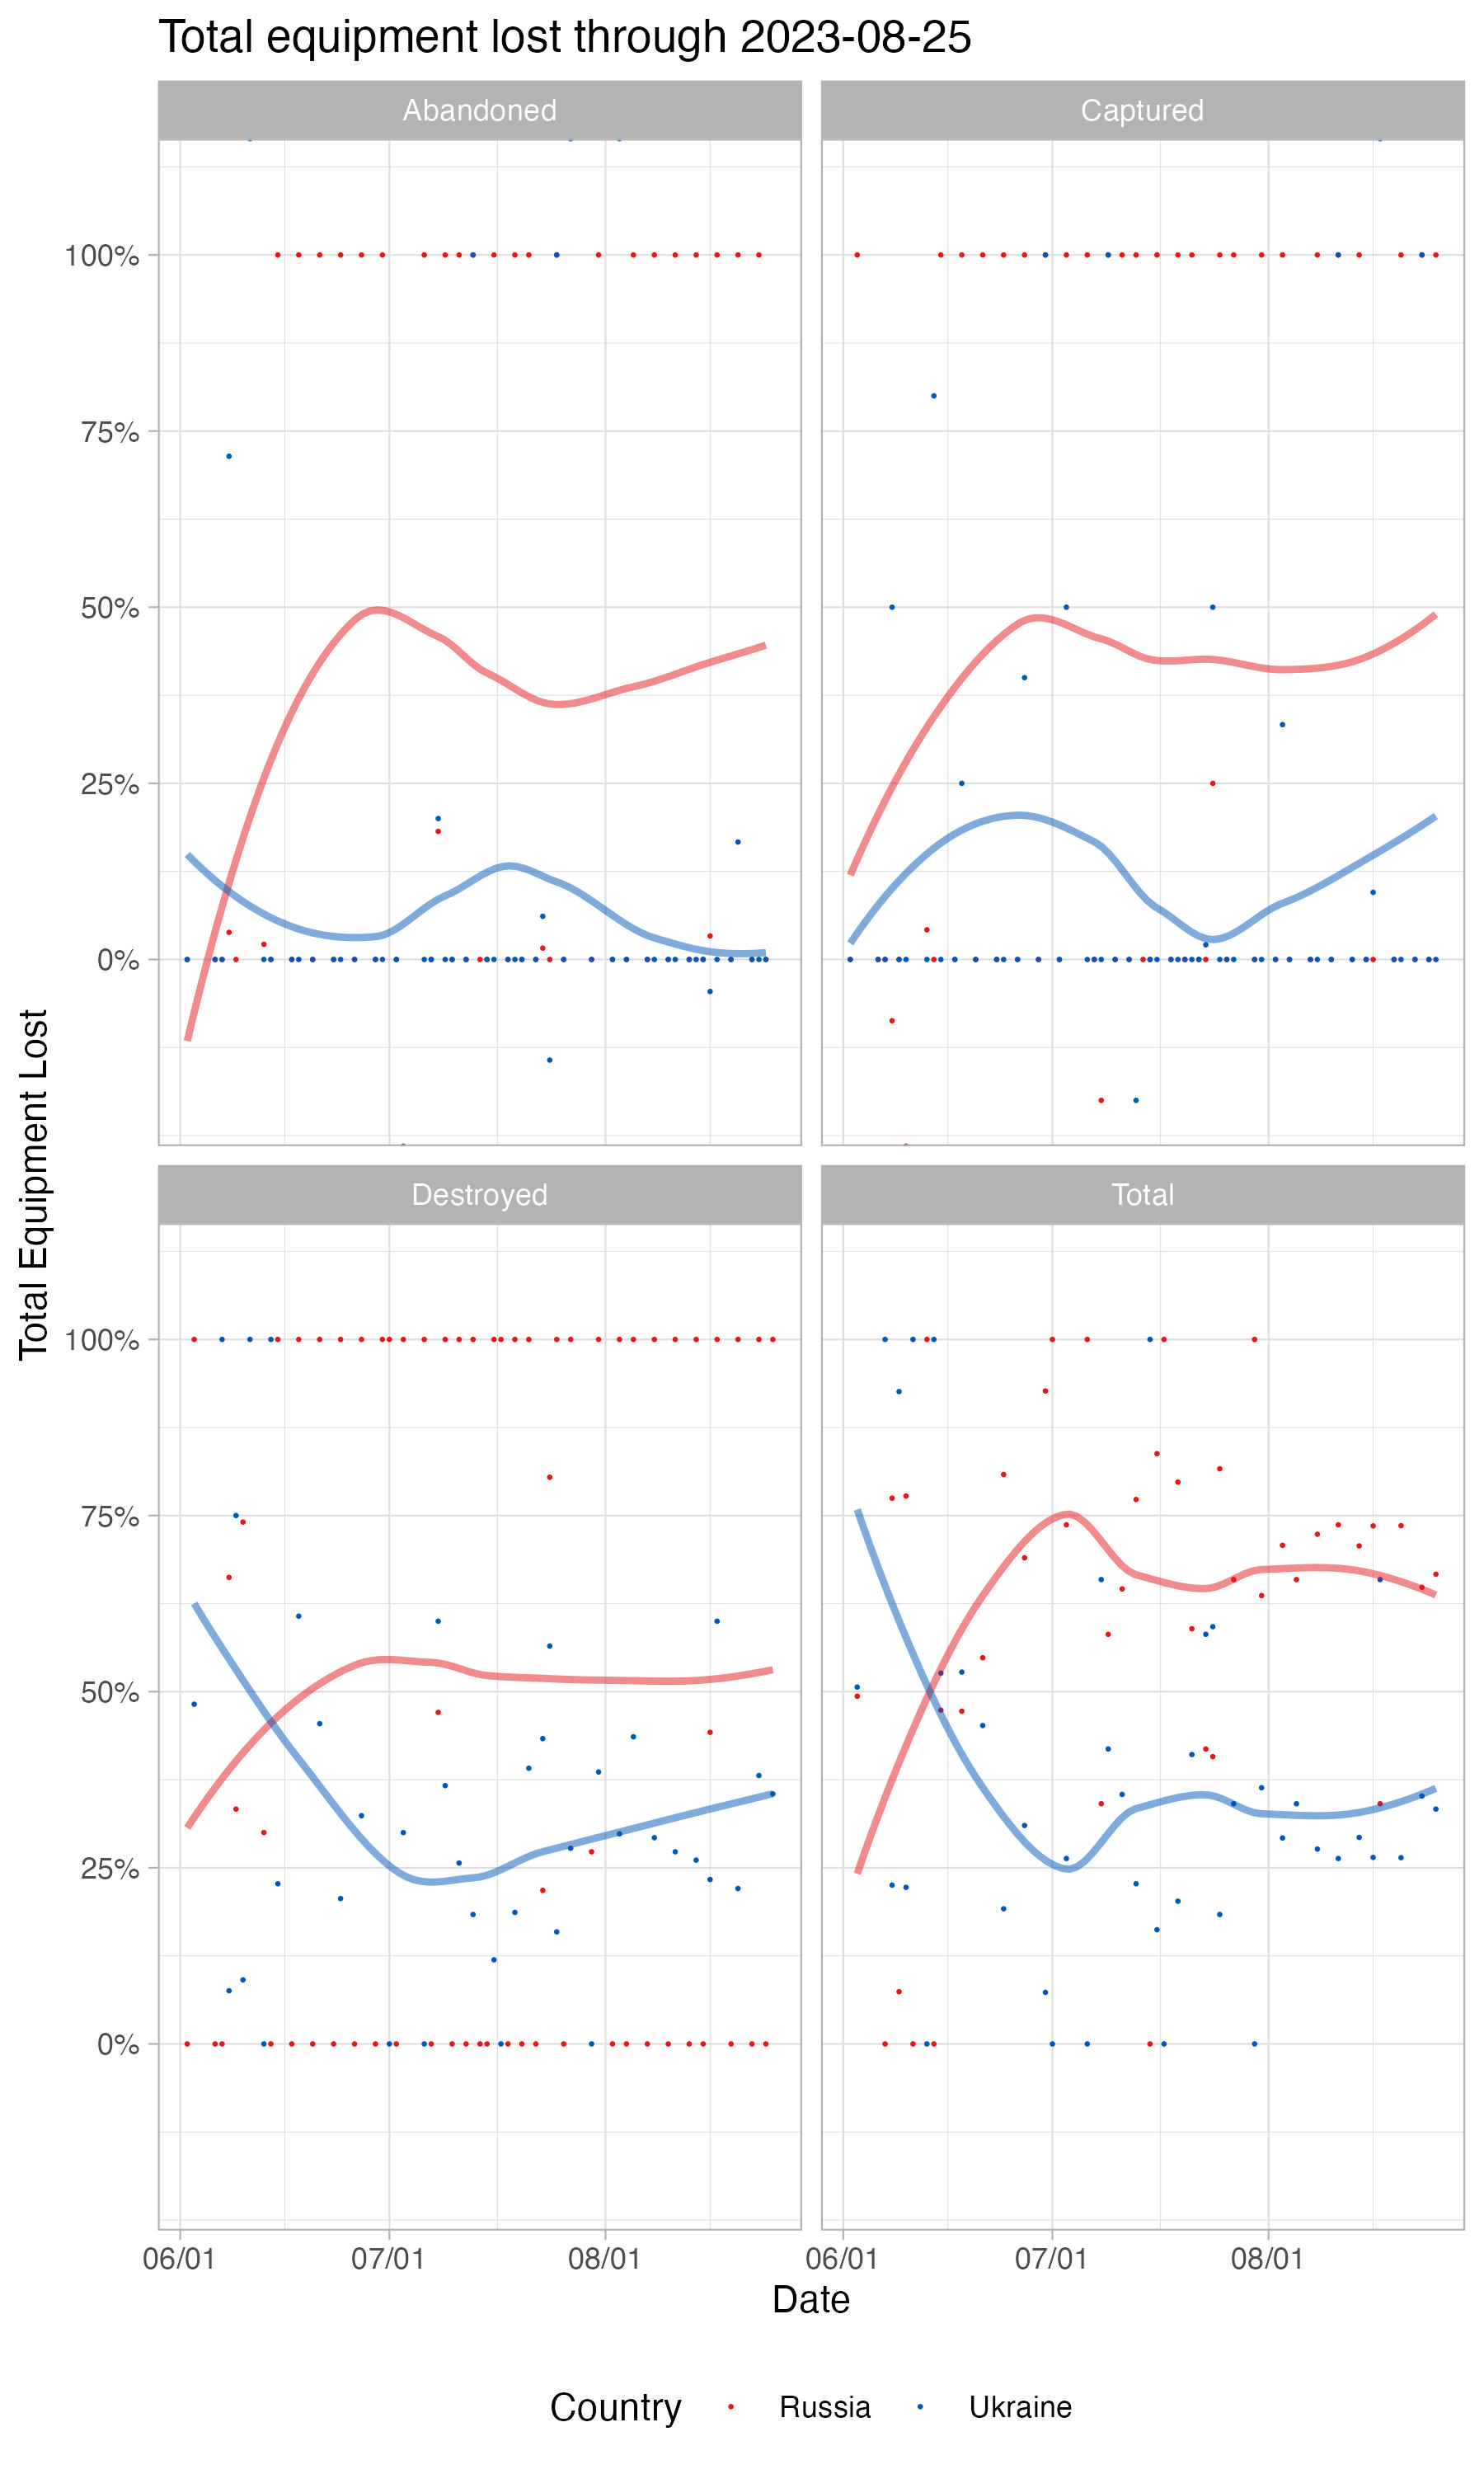 Total equipment lost through 2023-08-25
Abandoned
Captured
100%
75%
50%
25%
0%
Total Equipment Lost
Destroyed
Total
100%
75%
50%
25%
0%
06/01 07/01 08/01
06/01 07/01 08/01
Date
Country Russia Ukraine